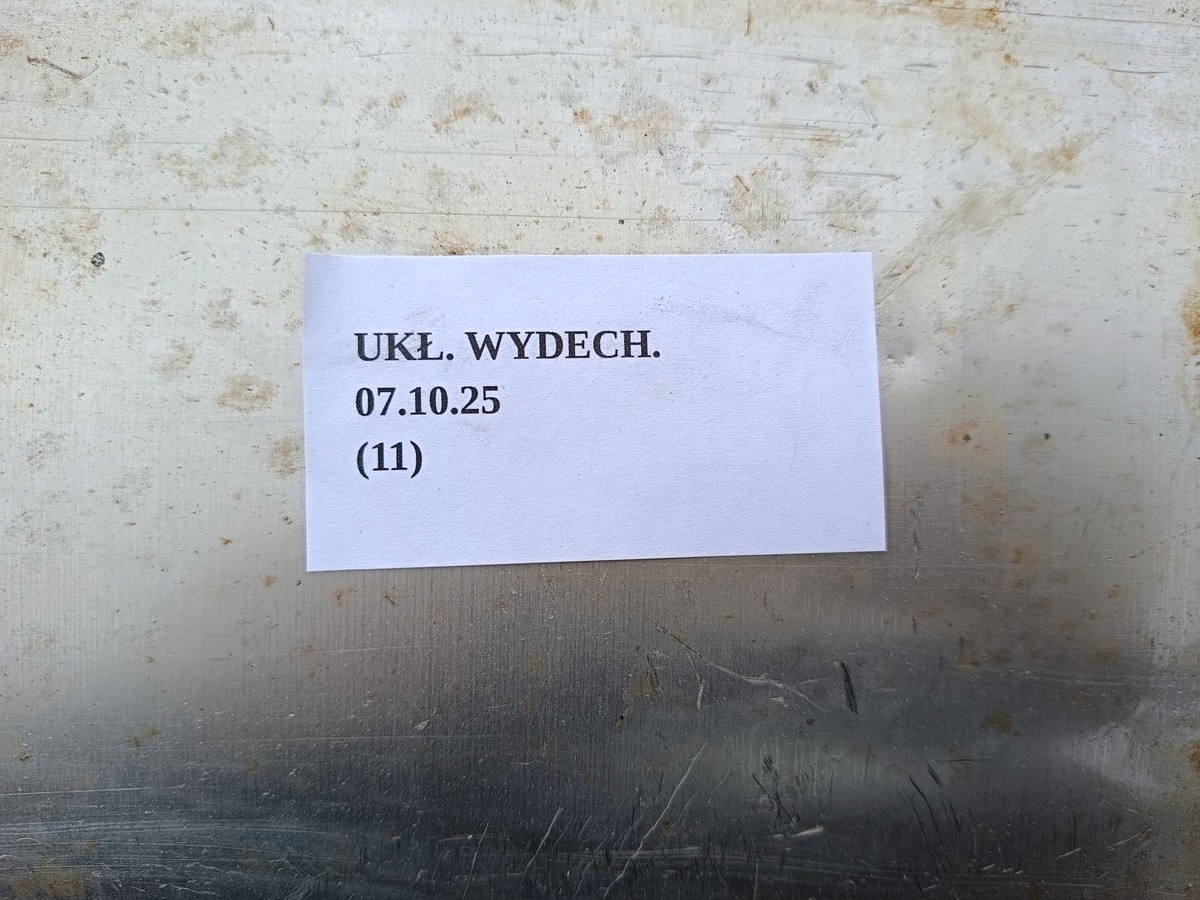 UKŁ. WYDECH.
07.10.25
(11)